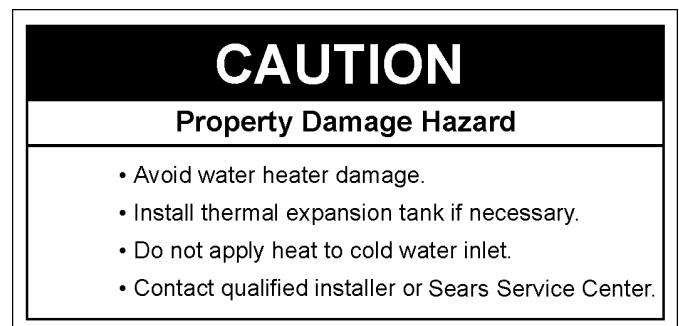 CAUTION
Property Damage Hazard
• Avoid water heater damage.
• Install thermal expansion tank if necessary.
• Do not apply heat to cold water inlet.
• Contact qualified installer or Sears Service Center.